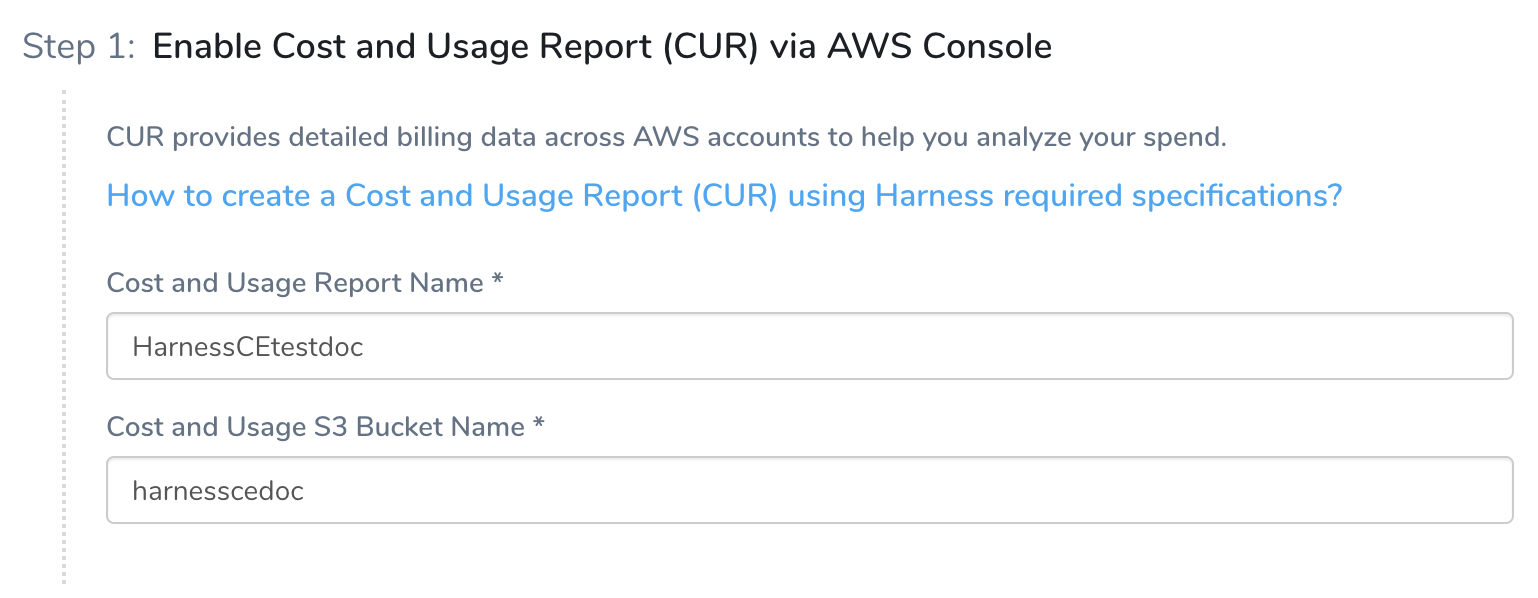 Step 1: Enable Cost and Usage Report (CUR) via AWS Console
CUR provides detailed billing data across AWS accounts to help you analyze your spend.
How to create a Cost and Usage Report (CUR) using Harness required specifications?
Cost and Usage Report Name *
HarnessCEtestdoc
Cost and Usage S3 Bucket Name *
harnesscedoc